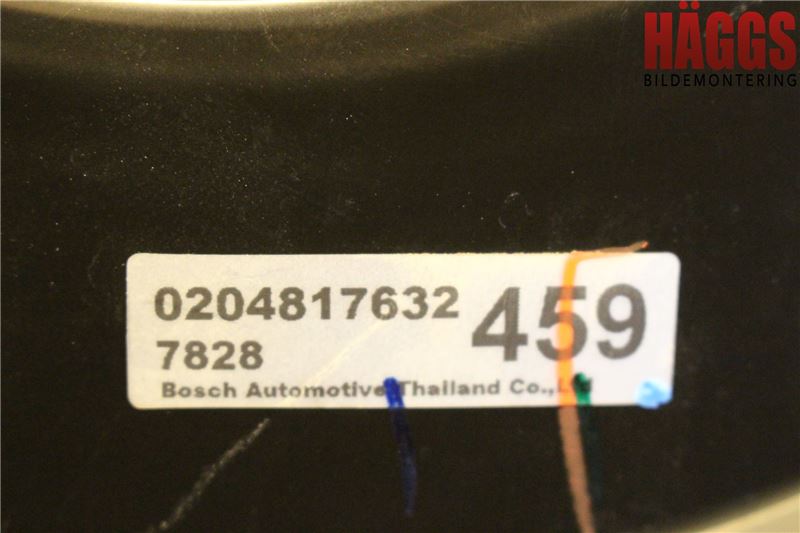 HÄGGS
BILDEMONTERING
0204817632 459
7828
Bosch Automotive Thailand Co.,Ltd